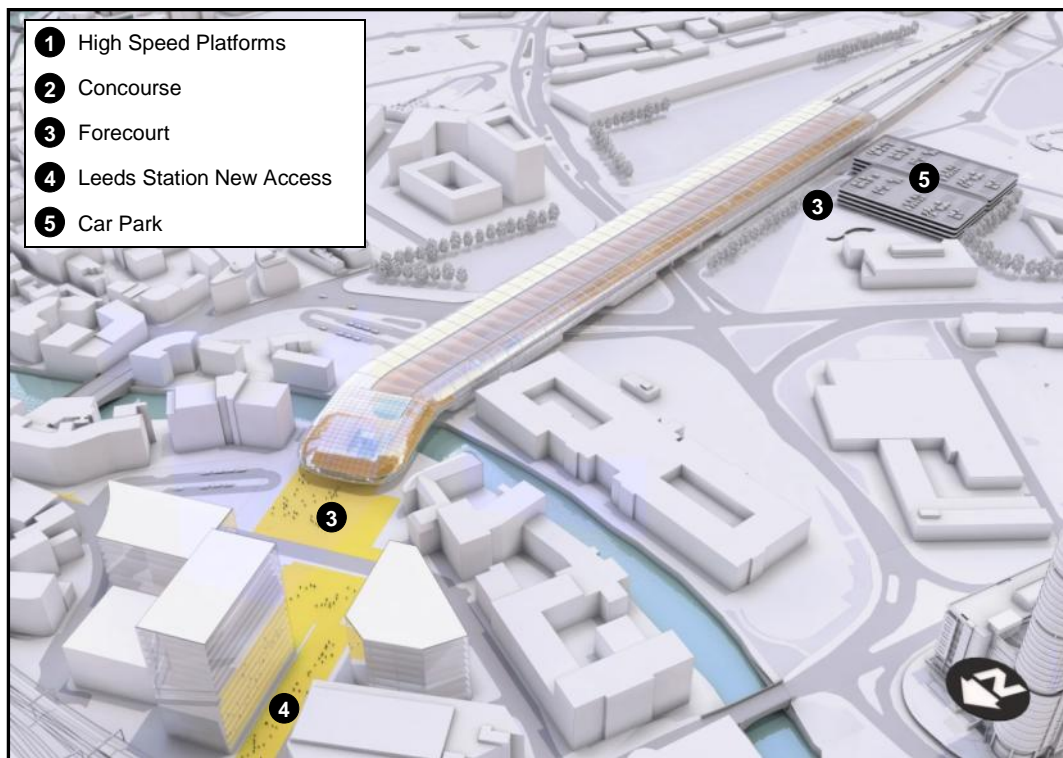 1 High Speed Platforms
2 Concourse
3 Forecourt
4 Leeds Station New Access
5 Car Park
5
3
3
4
N